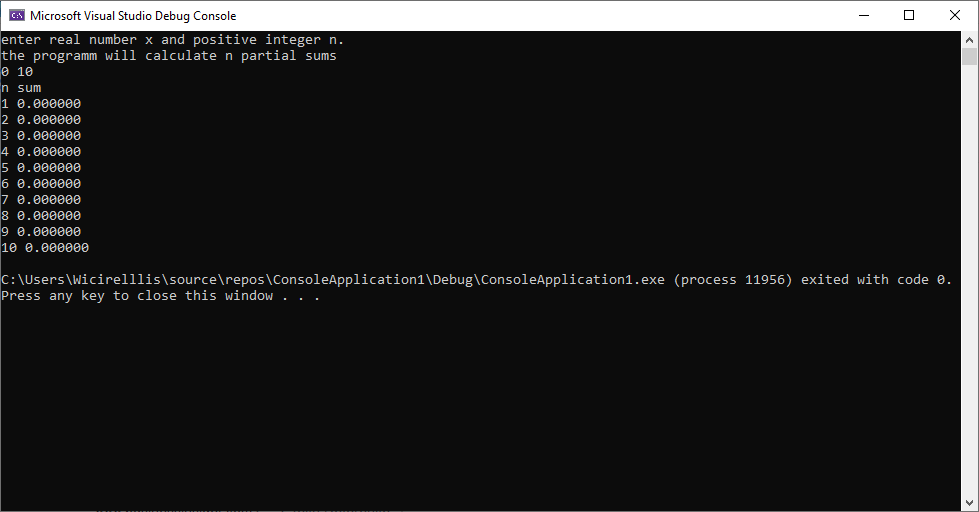 Microsoft Visual Studio Debug Console
enter real number x and positive integer n.
the programm will calculate n partial sums
0 10
n sum
1 0.000000
2 0.000000
3 0.000000
4 0.000000
5 0.000000
6 0.000000
7 0.000000
8 0.000000
9 0.000000
10 0.000000
C:\Users\Wicirelllis\source\repos\ConsoleApplication1\Debug\ConsoleApplication1.exe (process 11956) exited with code 0.
Press any key to close this window . . .